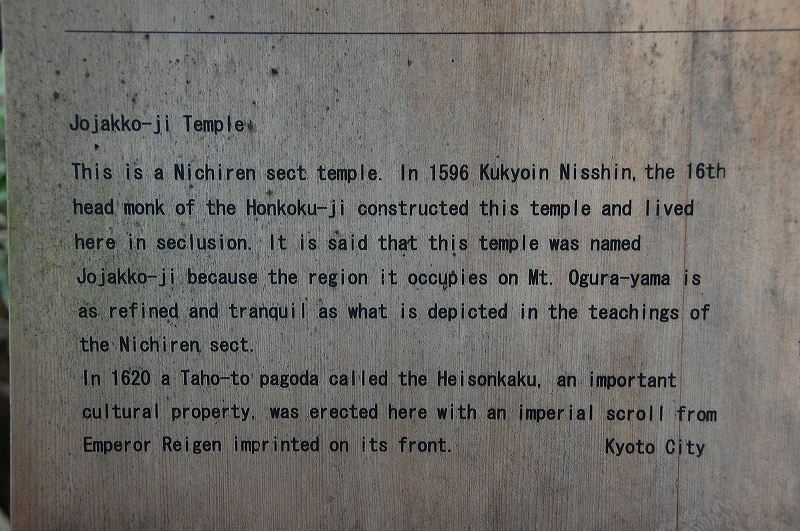 Jojakko-ji Temple
This is a Nichiren sect temple. In 1596 Kukyoin Nisshin, the 16th
head monk of the Honkoku-ji constructed this temple and lived
here in seclusion. It is said that this temple was named
Jojakko-ji because the region it occupies on Mt. Ogura-yama is
as refined and tranquil as what is depicted in the teachings of
the Nichiren sect.
In 1620 a Taho-to pagoda called the Heisonkaku, an important
cultural property, was erected here with an imperial scroll from
Emperor Reigen imprinted on its front. Kyoto City